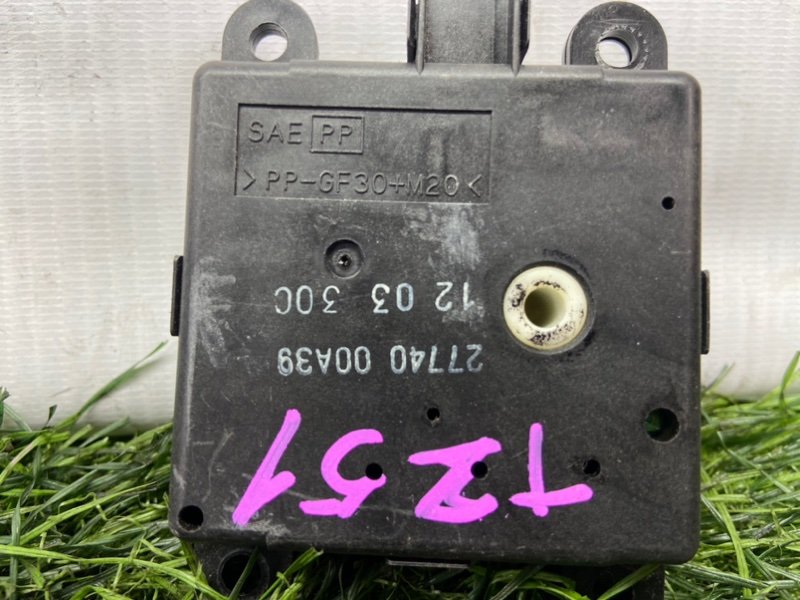 SAE PP
>PP-GF30+M20<
TZ51
27740 00A39
12 03 30C